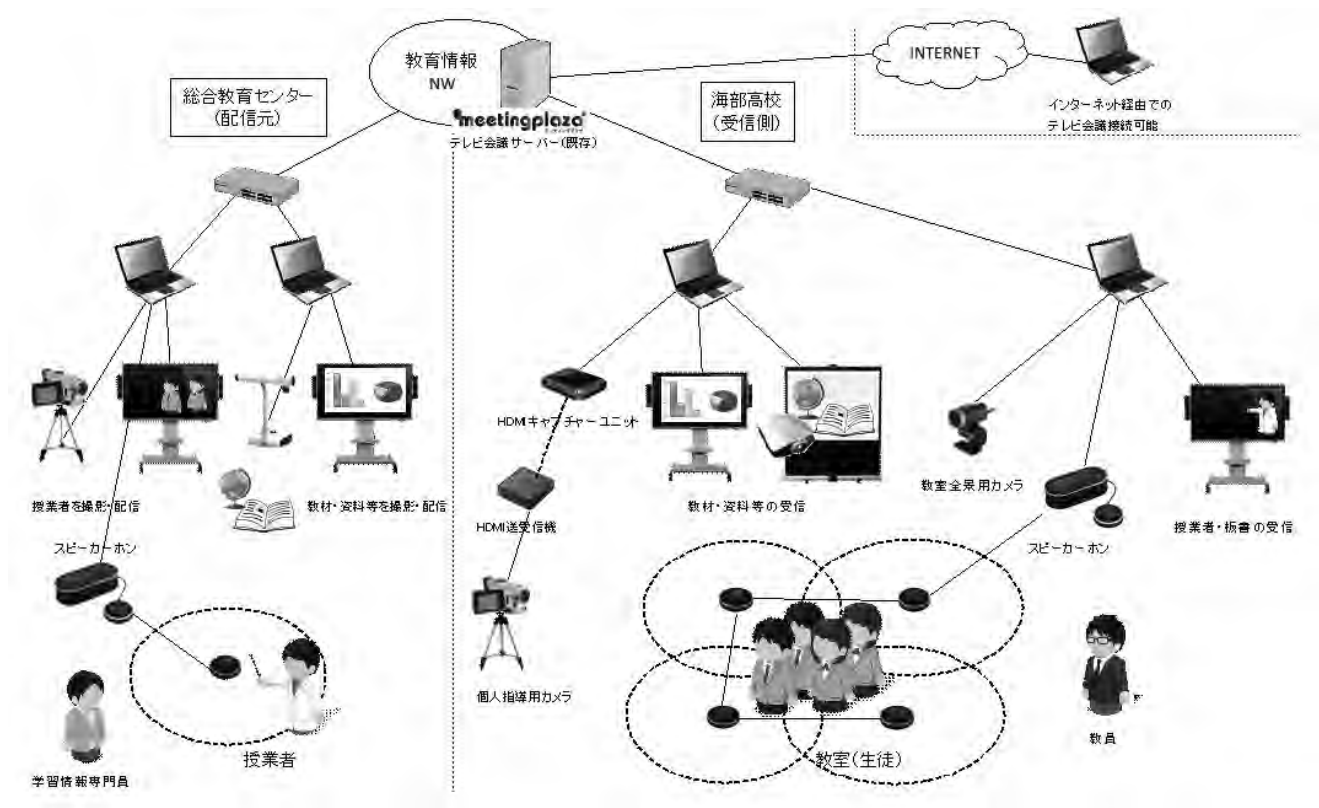 教育情報
NW
総合教育センター
(配信元)
meetingplaza®
テレビ会議サーバー(既存)
海部高校
(受信側)
INTERNET
インターネット経由での
テレビ会議接続可能
授業者を撮影・配信
教材・資料等を撮影・配信
スピーカーホン
授業者
学習情報専門員
HDMIキャプチャーユニット
HDMI送受信機
個人指導用カメラ
教材・資料等の受信
教室全景用カメラ
スピーカーホン
授業者・板書の受信
教室(生徒)
教員